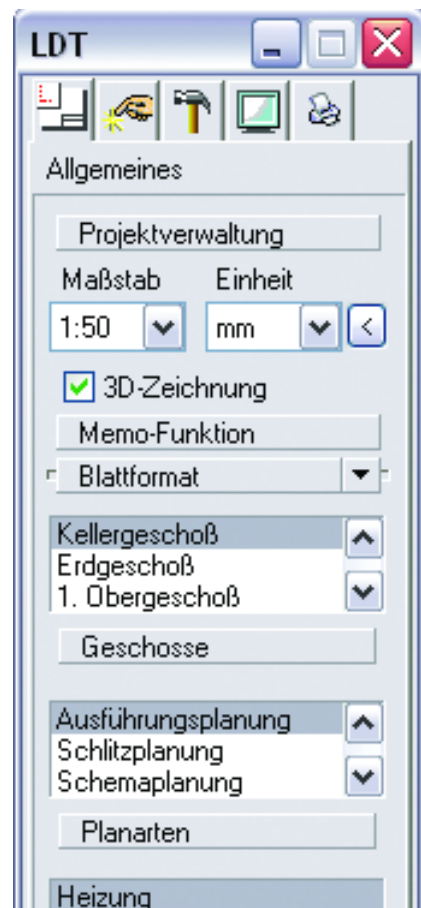 LDT
Allgemeines
Projektverwaltung
Maßstab Einheit
1:50 mm <
3D-Zeichnung
Memo-Funktion
Blattformat
Kellergeschoß
Erdgeschoß
1. Obergeschoß
Geschosse
Ausführungsplanung
Schlitzplanung
Schemaplanung
Planarten
Heizung